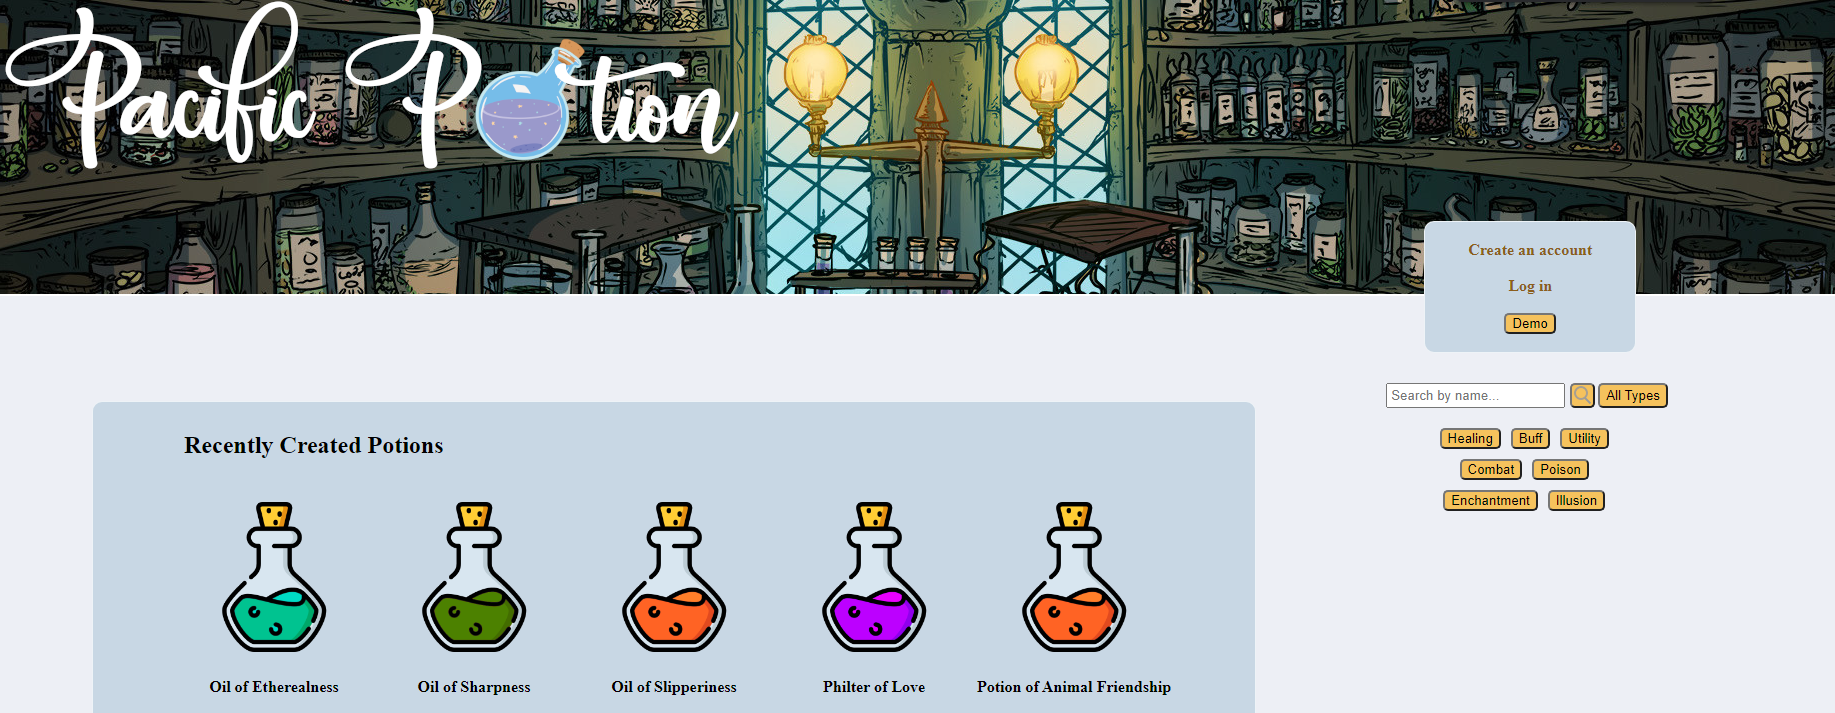 Pacific Potion
Create an account
Log in
Demo
Search by name...
All Types
Healing Buff Utility
Combat Poison
Enchantment Illusion
Recently Created Potions
Oil of Etherealness
Oil of Sharpness
Oil of Slipperiness
Philter of Love
Potion of Animal Friendship